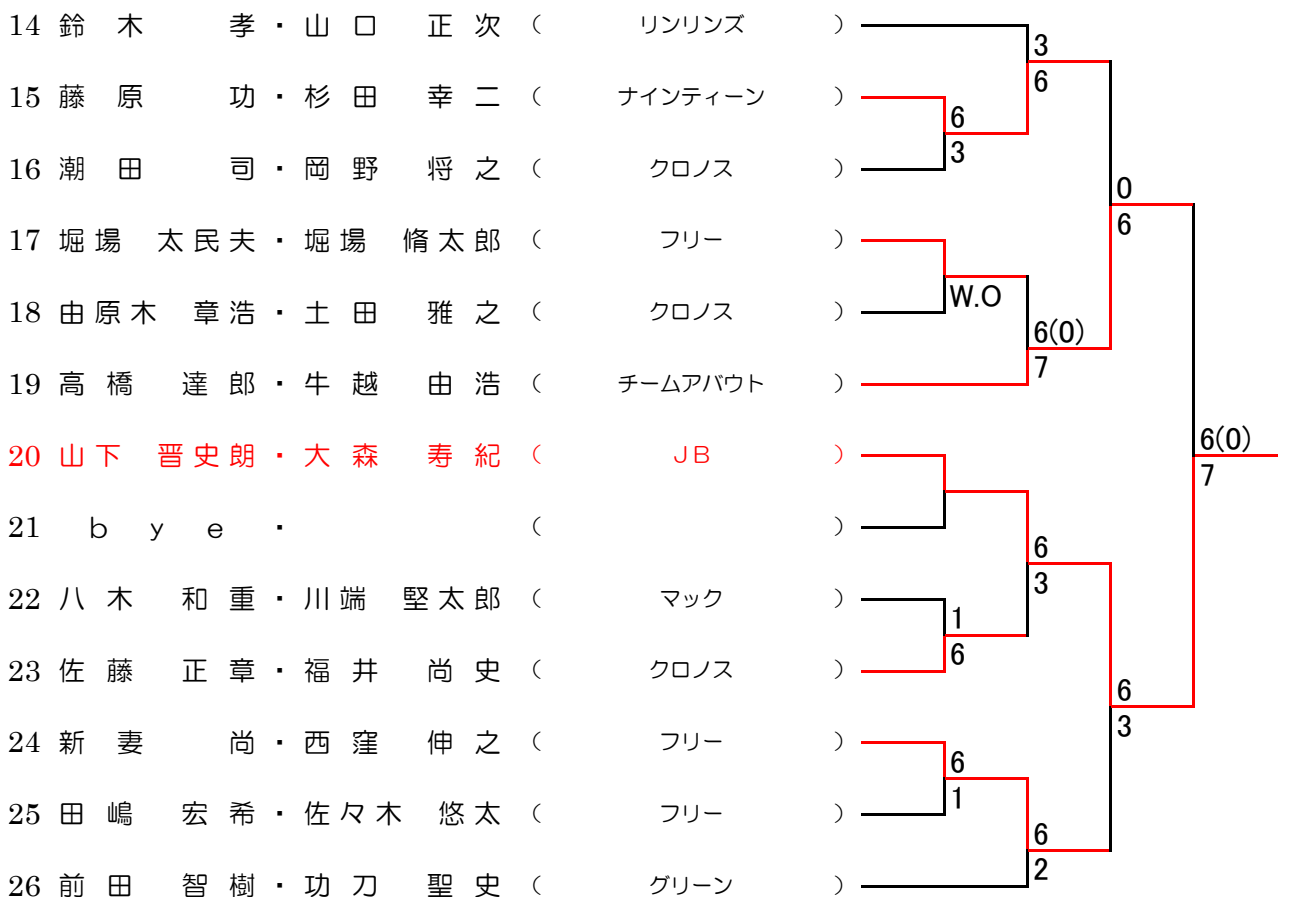 14 鈴木 孝・山口 正次 ( リンリンズ )
3
15 藤原 功・杉田 幸二 ( ナインティーン )
6
6
3
16 潮田 司・岡野 将之 ( クロノス )
0
17 堀場 太民夫・堀場 脩太郎 ( フリー )
6
W.O
18 由原木 章浩・土田 雅之 ( クロノス )
6(0)
7
19 高橋 達郎・牛越 由浩 ( チームアバウト )
6(0)
20 山下 晋史朗・大森 寿紀 ( JB )
7
21 bye・ ( )
6
3
22 八木 和重・川端 堅太郎 ( マック )
1
6
23 佐藤 正章・福井 尚史 ( クロノス )
6
3
24 新妻 尚・西窪 伸之 ( フリー )
6
1
25 田嶋 宏希・佐々木 悠太 ( フリー )
6
2
26 前田 智樹・功刀 聖史 ( グリーン )